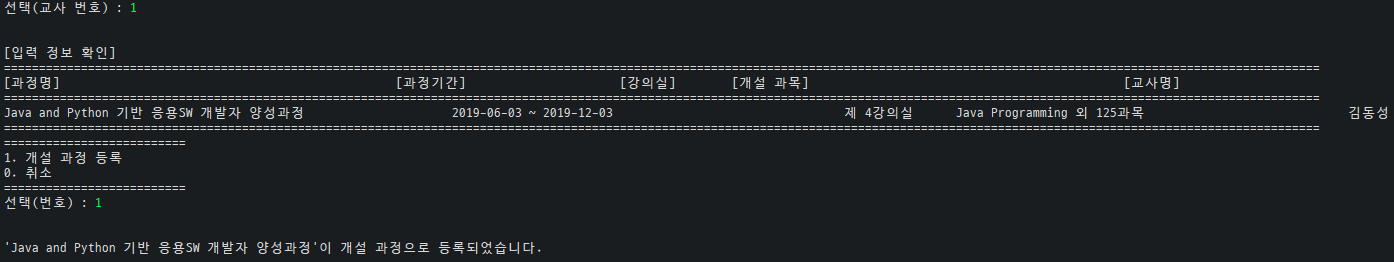 선택(교사 번호) : 1
[입력 정보 확인]
============================================================================================================================================================================================
[과정명] [과정기간] [강의실] [개설 과목] [교사명]
============================================================================================================================================================================================
Java and Python 기반 응용SW 개발자 양성과정 2019-06-03 ~ 2019-12-03 제 4강의실 Java Programming 외 125과목 김동성
============================================================================================================================================================================================
==========================
1. 개설 과정 등록
0. 취소
==========================
선택(번호) : 1
'Java and Python 기반 응용SW 개발자 양성과정'이 개설 과정으로 등록되었습니다.